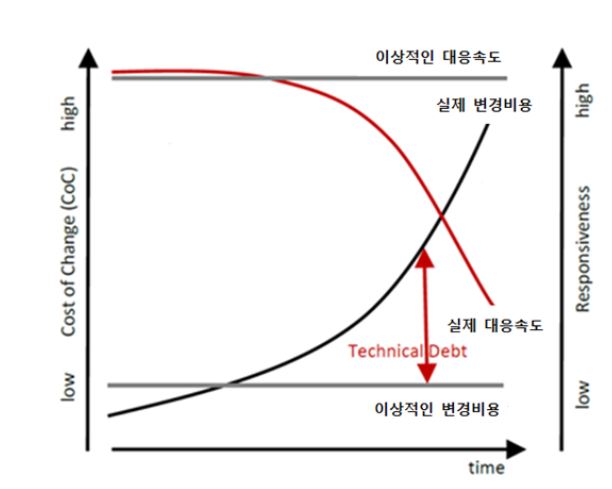 이상적인 대응속도
실제 변경비용
high
high
Cost of Change (CoC)
Responsiveness
실제 대응속도
Technical Debt
low
low
이상적인 변경비용
time